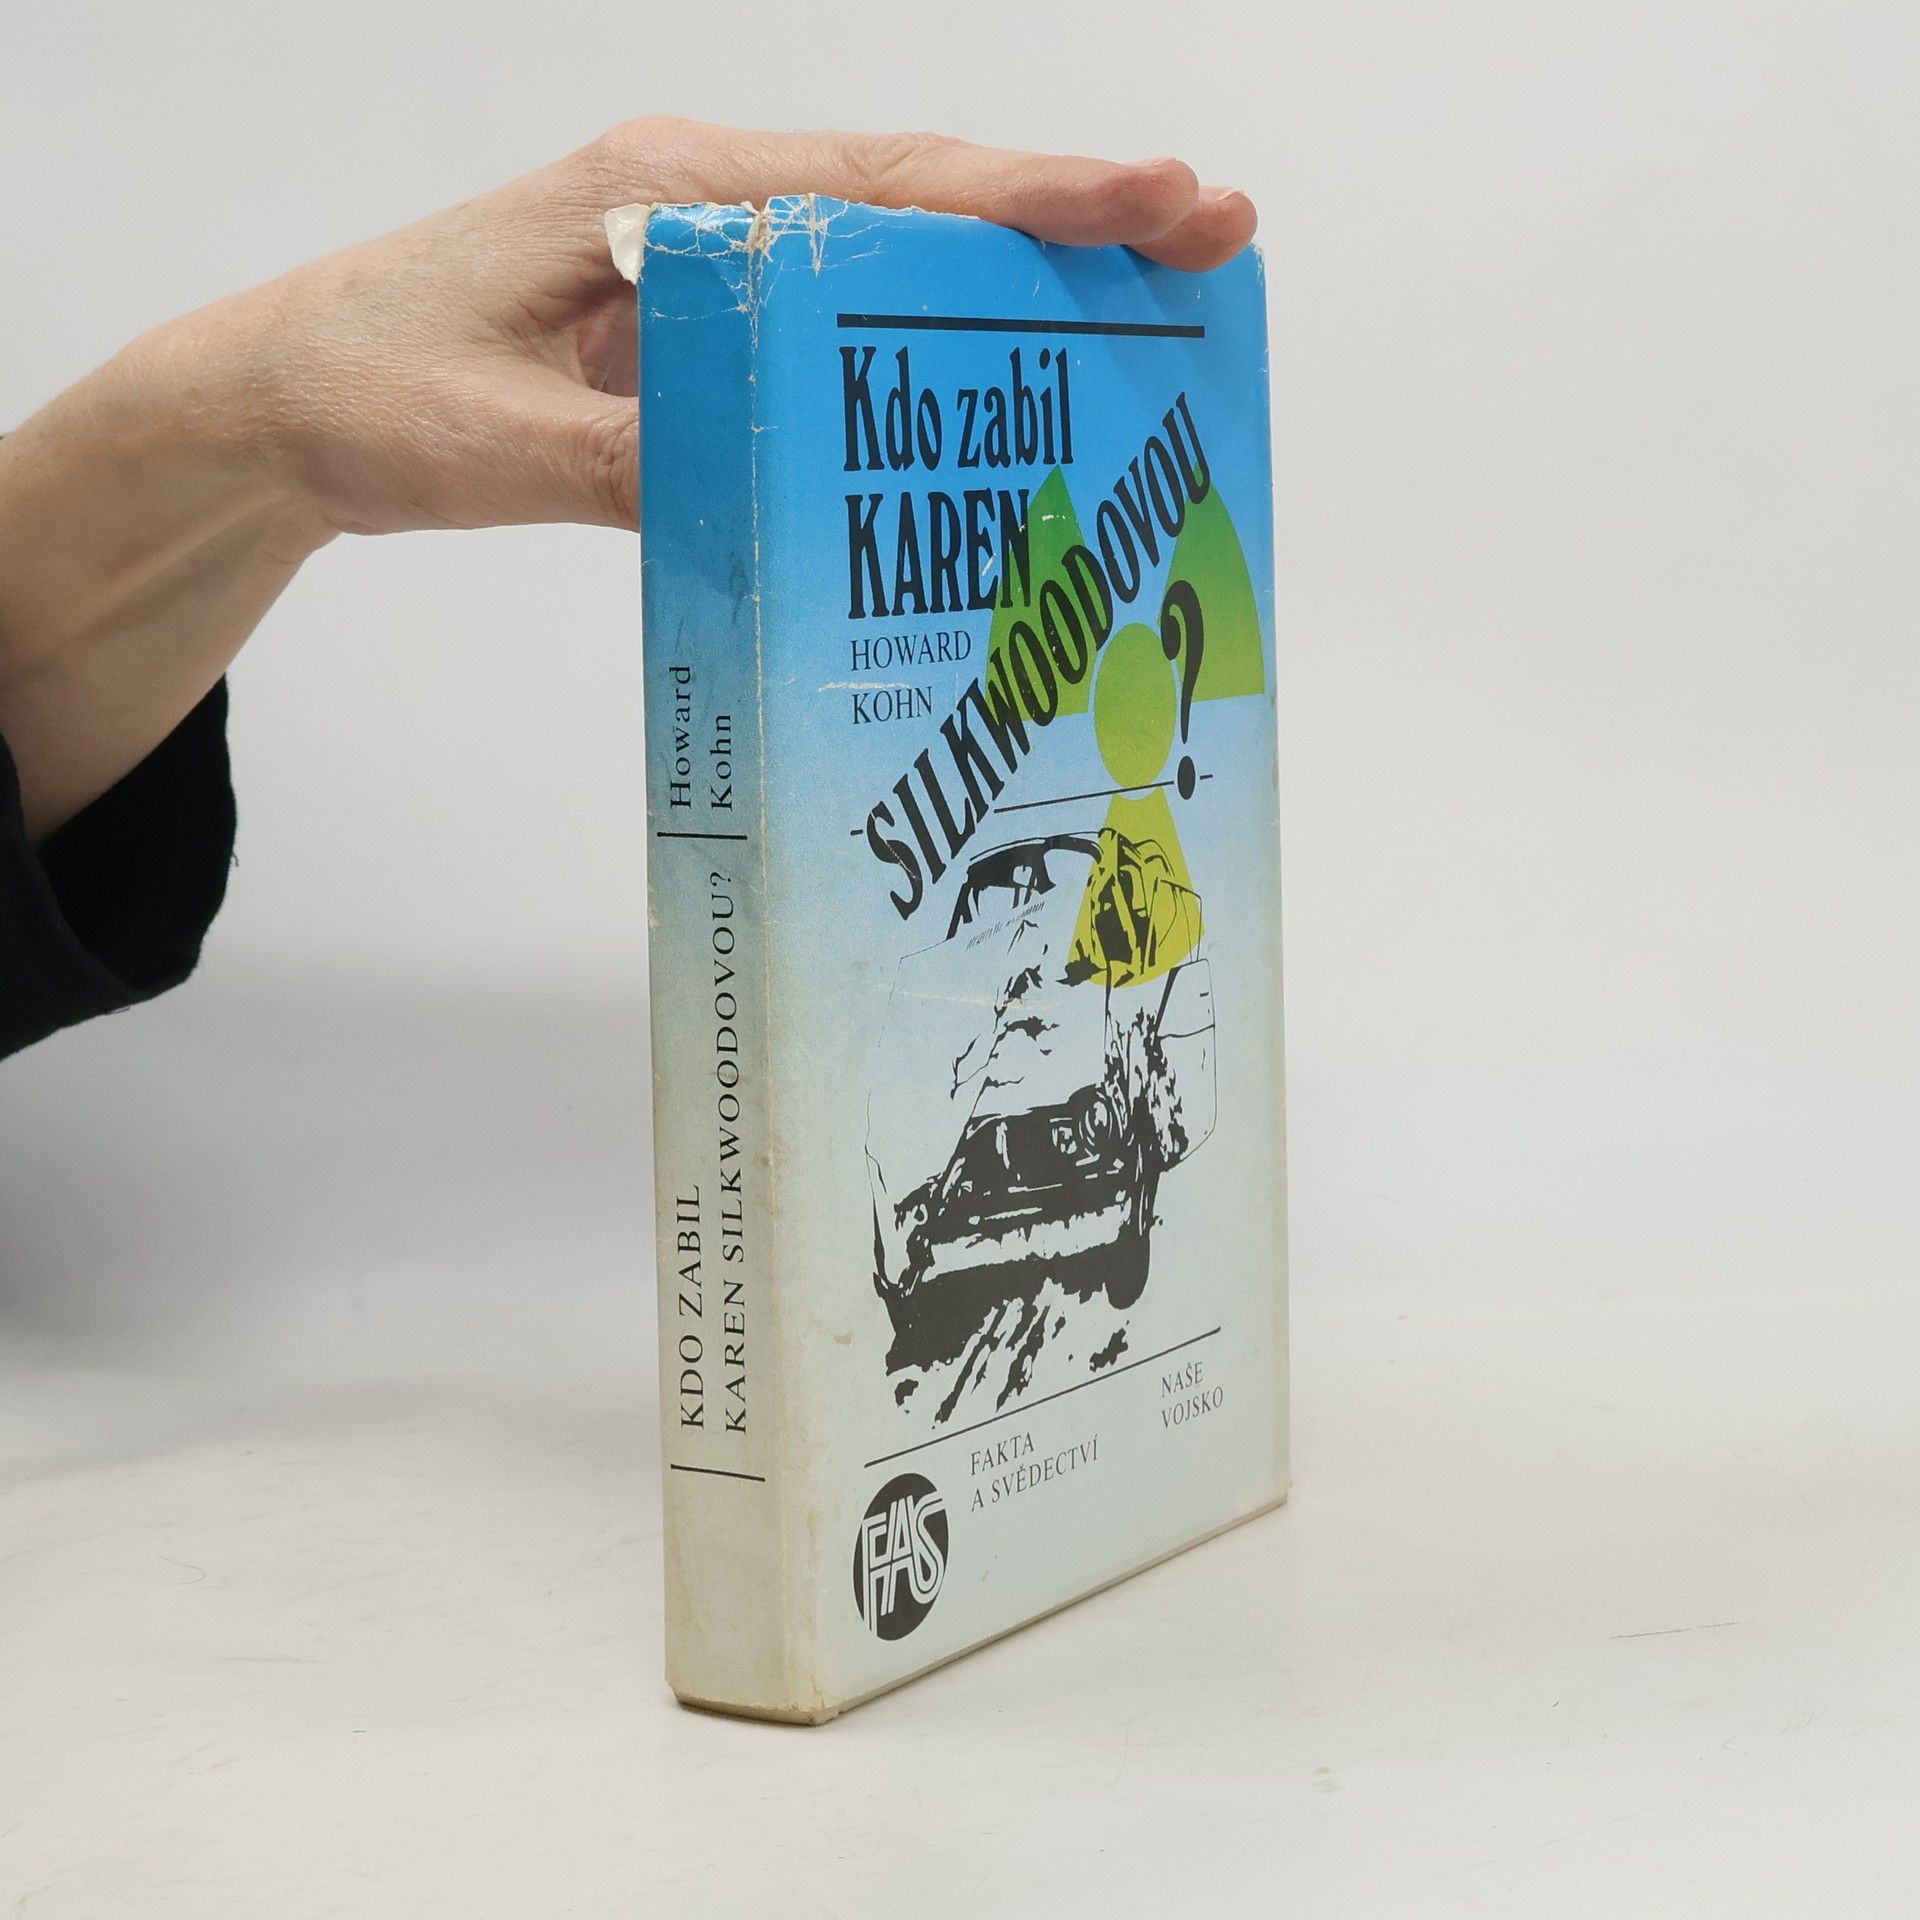 Kdo zabil
KAREN
SILKWOODOVOU
?
HOWARD
KOHN
FAKTA
A SVĚDECTVÍ
NAŠE
VOJSKO
FAS
Howard
Kohn
KDO ZABIL
KAREN SILKWOODOVOU?